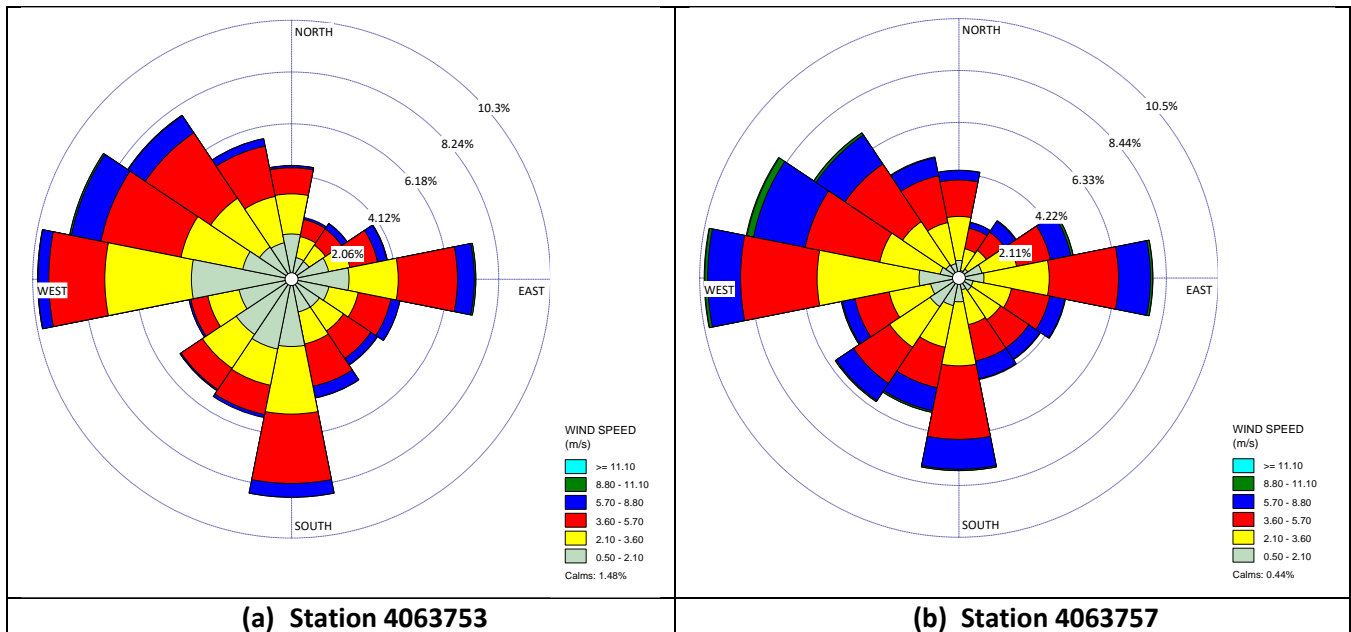 NORTH
10.3%
8.24%
6.18%
4.12%
2.06%
WEST
EAST
SOUTH
WIND SPEED
(m/s)
>= 11.10
8.80 - 11.10
5.70 - 8.80
3.60 - 5.70
2.10 - 3.60
0.50 - 2.10
Calms: 1.48%
(a) Station 4063753
NORTH
10.5%
8.44%
6.33%
4.22%
2.11%
WEST
EAST
SOUTH
WIND SPEED
(m/s)
>= 11.10
8.80 - 11.10
5.70 - 8.80
3.60 - 5.70
2.10 - 3.60
0.50 - 2.10
Calms: 0.44%
(b) Station 4063757